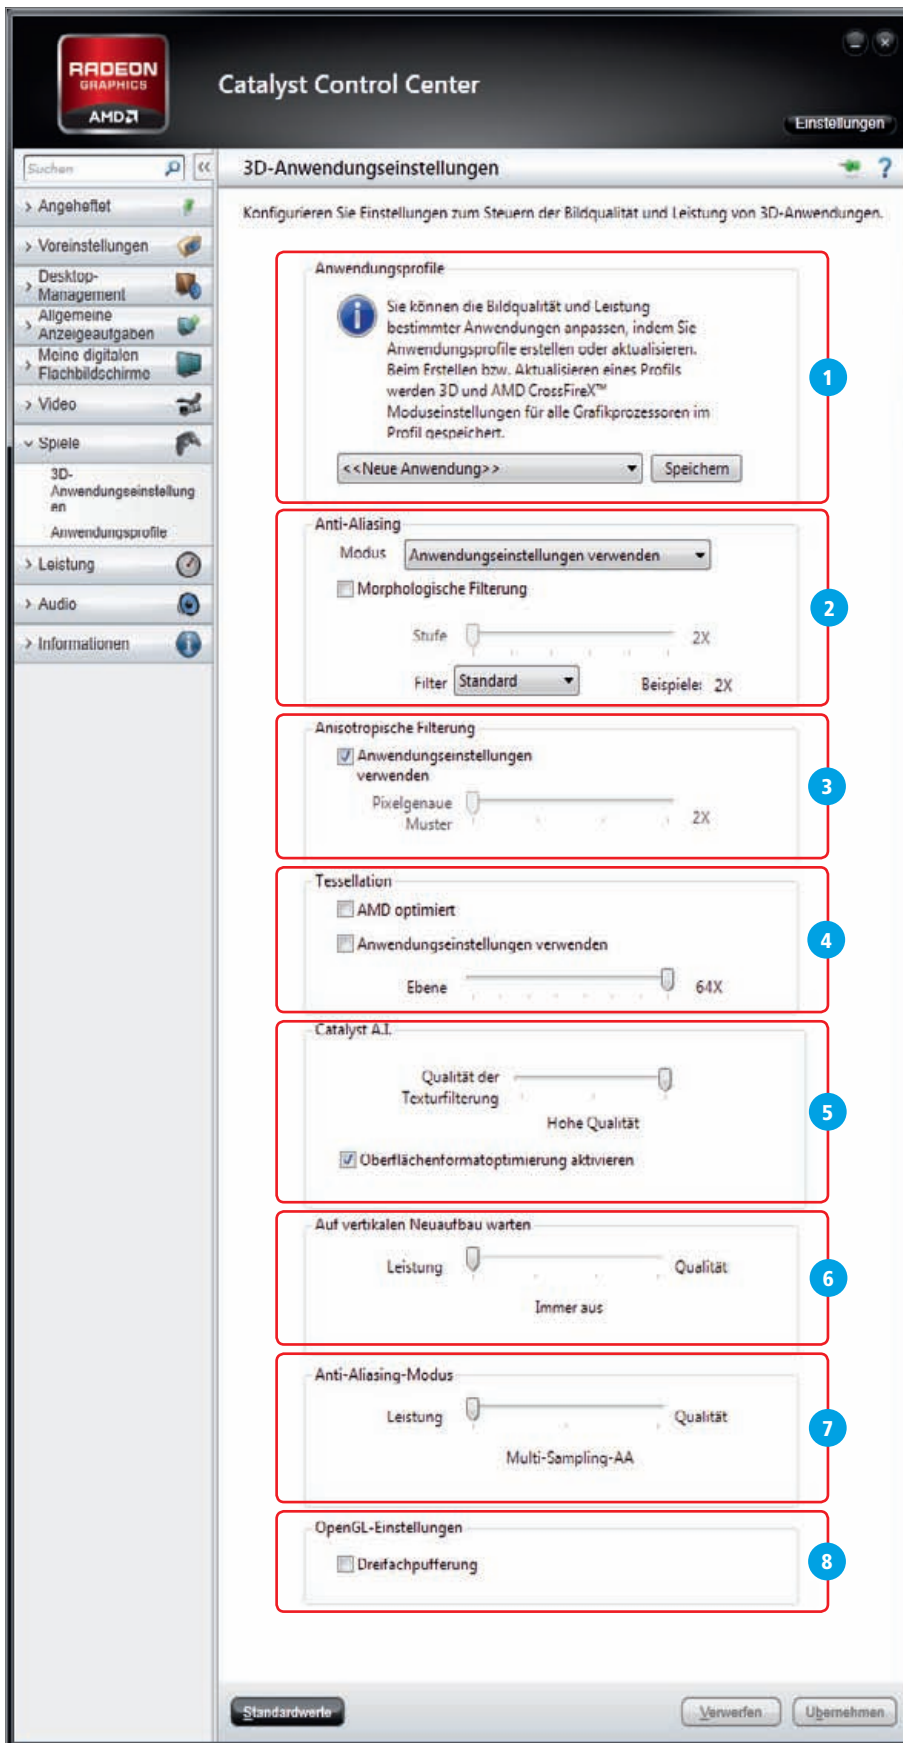 RADEON
GRAPHICS
AMD
Catalyst Control Center
Einstellungen
Suchen
3D-Anwendungseinstellungen
?
Angeheftet
Voreinstellungen
Desktop-
Management
Allgemeine
Anzeigeaufgaben
Meine digitalen
Flachbildschirme
Video
Spiele
3D-
Anwendungseinstellung
en
Anwendungsprofile
Leistung
Audio
Informationen
Konfigurieren Sie Einstellungen zum Steuern der Bildqualität und Leistung von 3D-Anwendungen.
Anwendungsprofile
Sie können die Bildqualität und Leistung
bestimmter Anwendungen anpassen, indem Sie
Anwendungsprofile erstellen oder aktualisieren.
Beim Erstellen bzw. Aktualisieren eines Profils
werden 3D und AMD CrossFireX™
Moduseinstellungen für alle Grafikprozessoren im
Profil gespeichert.
<<Neue Anwendung>>
Speichern
1
Anti-Aliasing
Modus Anwendungseinstellungen verwenden
Morphologische Filterung
Stufe 2X
Filter Standard Beispiele: 2X
2
Anisotropische Filterung
Anwendungseinstellungen
verwenden
Pixelgenaue
Muster 2X
3
Tessellation
AMD optimiert
Anwendungseinstellungen verwenden
Ebene 64X
4
Catalyst A.I.
Qualität der
Texturfilterung
Hohe Qualität
Oberflächenformatoptimierung aktivieren
5
Auf vertikalen Neuaufbau warten
Leistung Qualität
Immer aus
6
Anti-Aliasing-Modus
Leistung Qualität
Multi-Sampling-AA
7
OpenGL-Einstellungen
Dreifachpufferung
8
Standardwerte
Verwerfen
Übernehmen